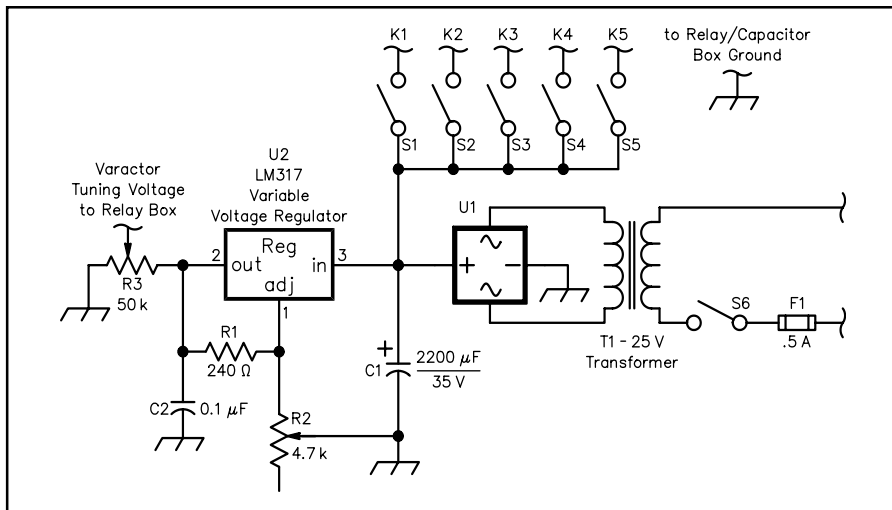 K1 K2 K3 K4 K5
to Relay/Capacitor
Box Ground
S1 S2 S3 S4 S5
Varactor
Tuning Voltage
to Relay Box
U2
LM317
Variable
Voltage Regulator
U1
2 Reg 3
out in
adj
1
+ −
R3
50 k
R1
240 Ω
C2 0.1 µF
R2
4.7 k
+
C1 2200 µF
35 V
T1 - 25 V
Transformer
S6
F1
.5 A